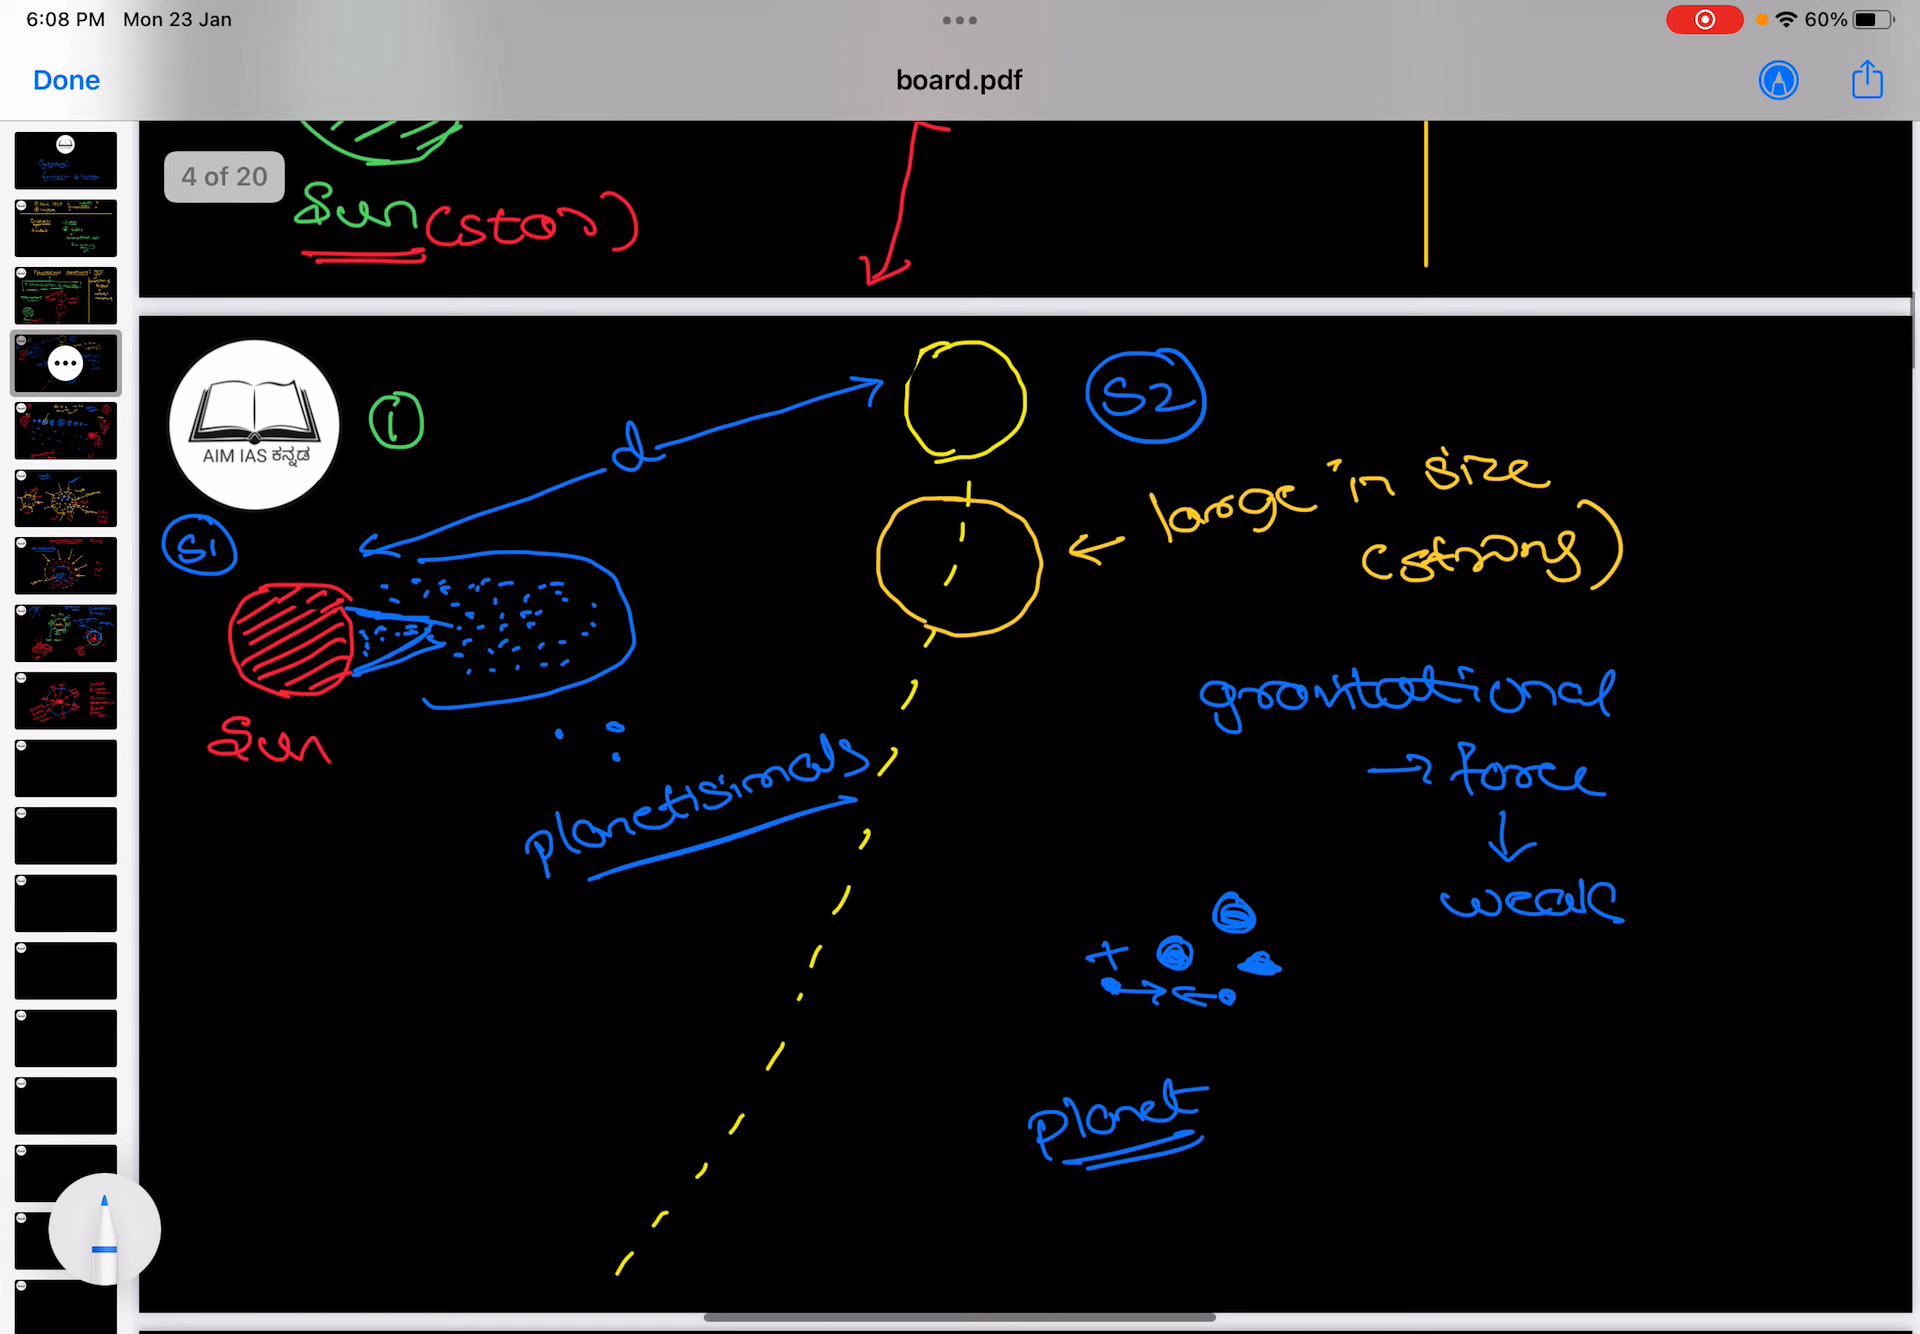 6:08 PM Mon 23 Jan
60%
Done
board.pdf
4 of 20
Sun (star)
AIM IAS ಕನ್ನಡ
1
d
S2
large in size
(strong)
S1
Sun
planetisimals
gravitational
→ force
↓
weak
+
planet